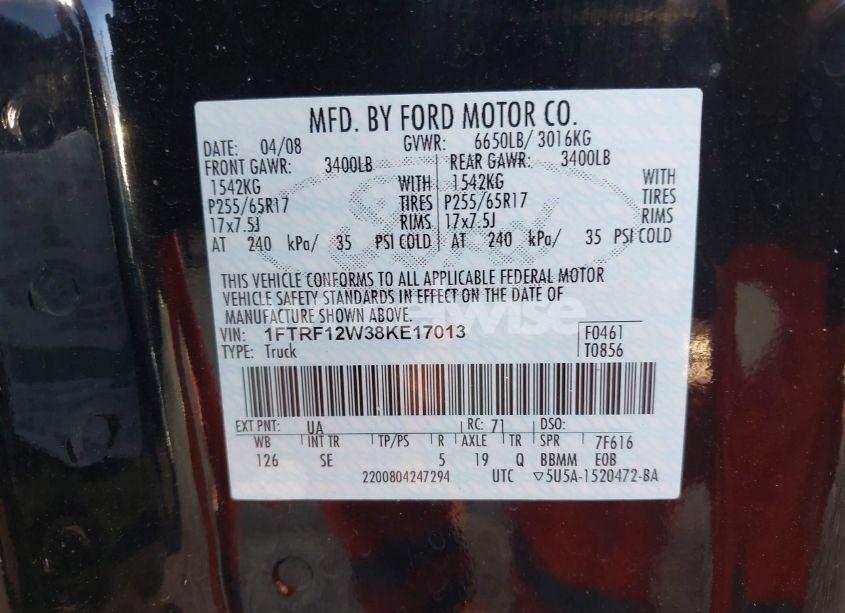 MFD. BY FORD MOTOR CO.
DATE: 04/08 GVWR: 6650LB/ 3016KG
FRONT GAWR: 3400LB REAR GAWR: 3400LB
1542KG WITH 1542KG WITH
P255/65R17 TIRES P255/65R17 TIRES
17x7.5J RIMS 17x7.5J RIMS
AT 240 kPa/ 35 PSI COLD AT 240 kPa/ 35 PSI COLD
THIS VEHICLE CONFORMS TO ALL APPLICABLE FEDERAL MOTOR
VEHICLE SAFETY STANDARDS IN EFFECT ON THE DATE OF
MANUFACTURE SHOWN ABOVE.
VIN: 1FTRF12W38KE17013 F0461
TYPE: Truck T0856
EXT PNT: UA RC: 71 DSO:
WB INT TR TP/PS R AXLE TR SPR 7F616
126 SE 5 19 Q BBMM EOB
2200804247294 UTC ▽5U5A-1520472-BA